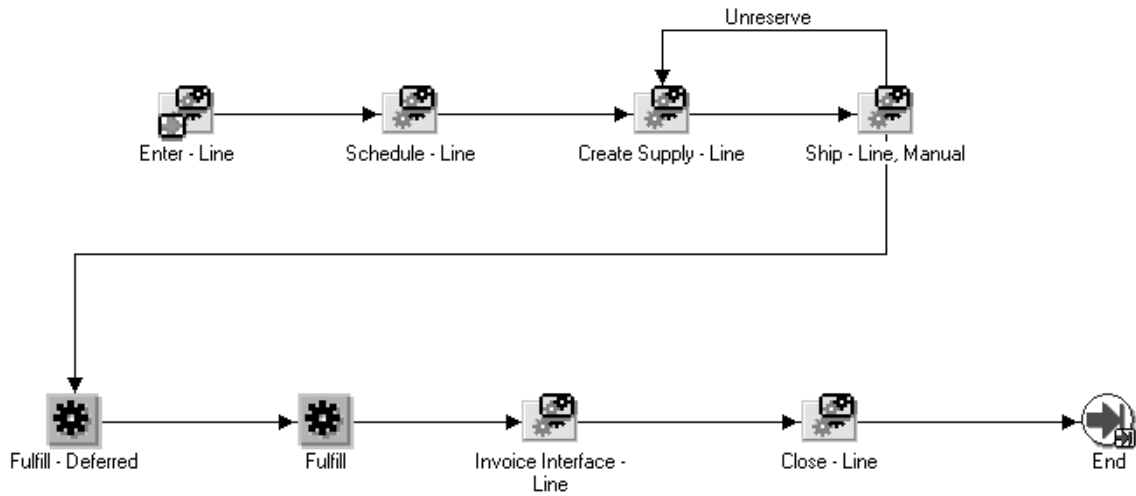 Unreserve
Enter - Line
Schedule - Line
Create Supply - Line
Ship - Line, Manual
Fulfill - Deferred
Fulfill
Invoice Interface -
Line
Close - Line
End